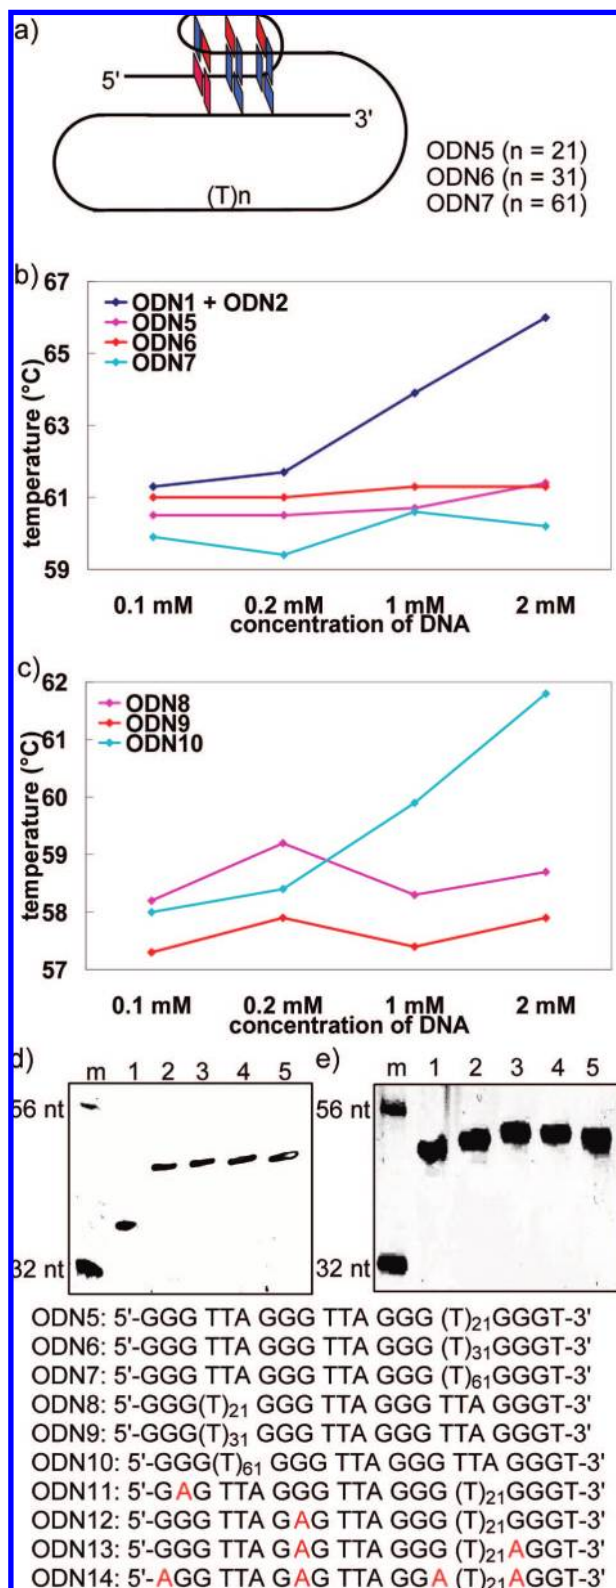 a)
5'
3'
(T)n
ODN5 (n = 21)
ODN6 (n = 31)
ODN7 (n = 61)
b)
67
65
63
61
59
temperature (°C)
ODN1 + ODN2
ODN5
ODN6
ODN7
0.1 mM 0.2 mM 1 mM 2 mM
concentration of DNA
c)
62
61
60
59
58
57
temperature (°C)
ODN8
ODN9
ODN10
0.1 mM 0.2 mM 1 mM 2 mM
concentration of DNA
d)
m 1 2 3 4 5
56 nt
32 nt
e)
m 1 2 3 4 5
56 nt
32 nt
ODN5: 5'-GGG TTA GGG TTA GGG (T)21GGGT-3'
ODN6: 5'-GGG TTA GGG TTA GGG (T)31GGGT-3'
ODN7: 5'-GGG TTA GGG TTA GGG (T)61GGGT-3'
ODN8: 5'-GGG(T)21 GGG TTA GGG TTA GGGT-3'
ODN9: 5'-GGG(T)31 GGG TTA GGG TTA GGGT-3'
ODN10: 5'-GGG(T)61 GGG TTA GGG TTA GGGT-3'
ODN11: 5'-GAG TTAG GGG TTA GGG (T)21GGGT-3'
ODN12: 5'-GGG TTA GAG TTA GGG (T)21GGGT-3'
ODN13: 5'-GGG TTA GAG TTA GGG (T)21AGGT-3'
ODN14: 5'-AGG TTA GAG TTA GGA (T)21AGGT-3'